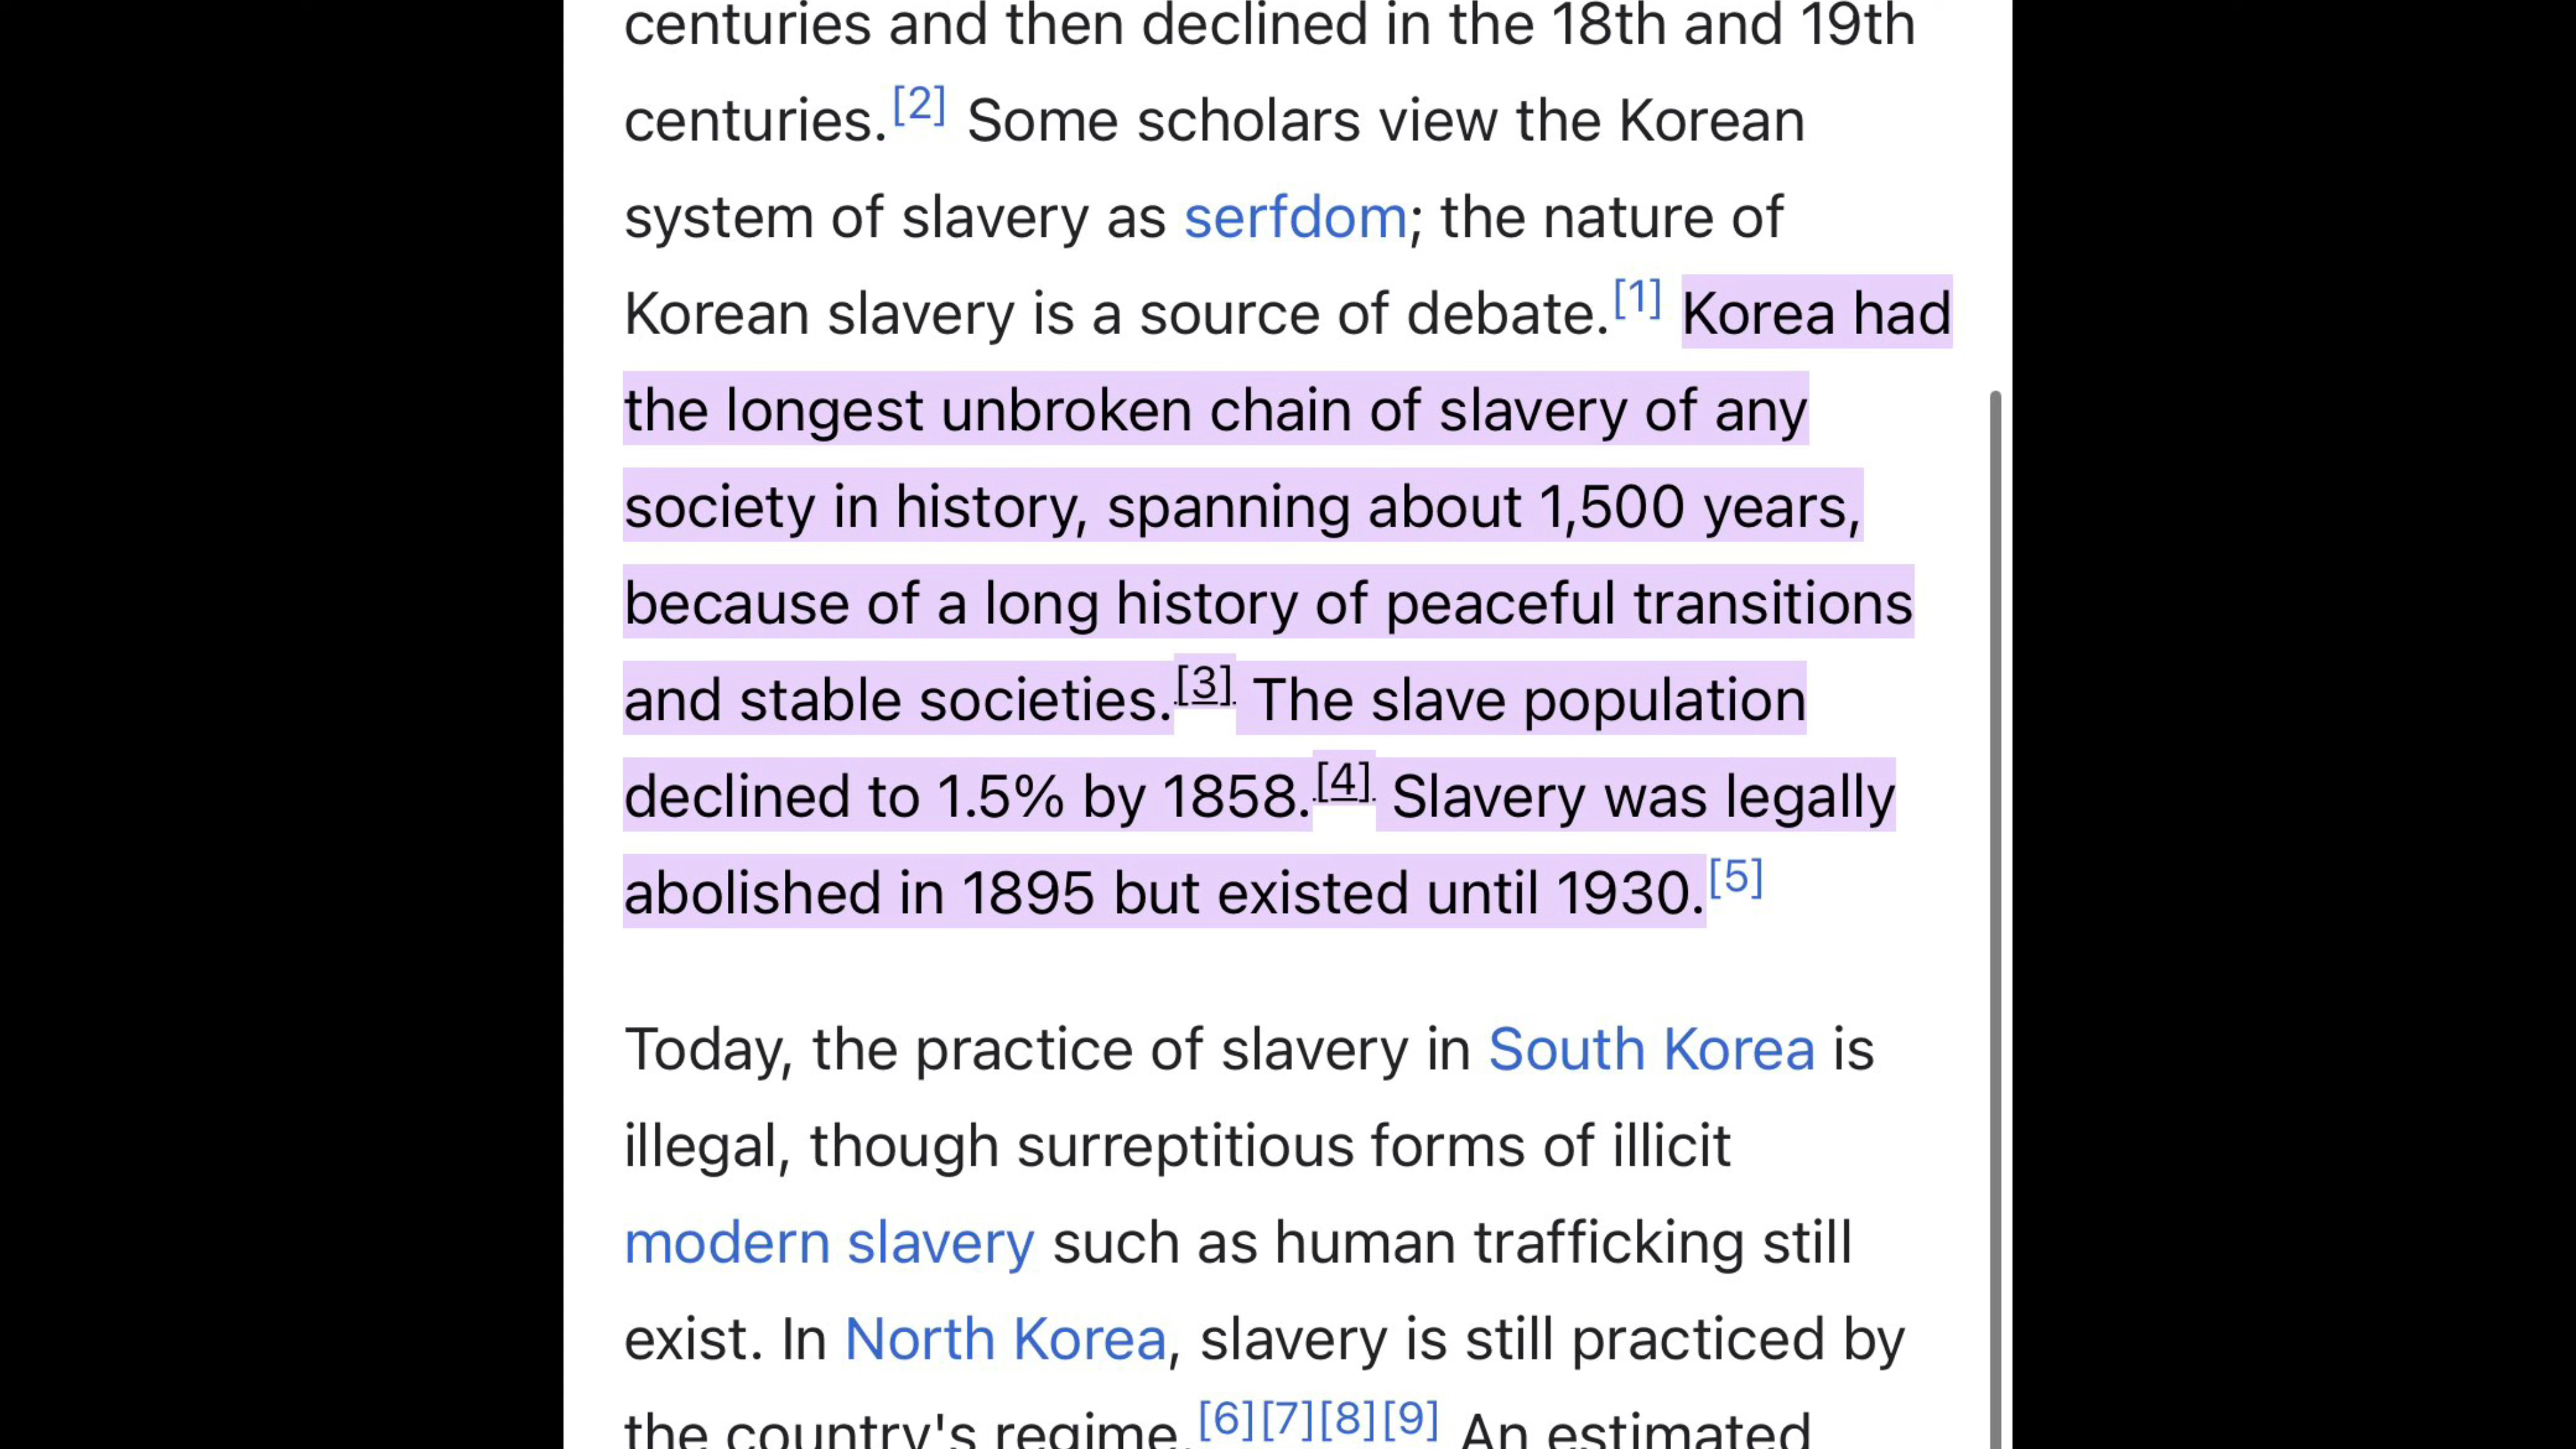 centuries and then declined in the 18th and 19th
centuries.[2] Some scholars view the Korean
system of slavery as serfdom; the nature of
Korean slavery is a source of debate.[1] Korea had
the longest unbroken chain of slavery of any
society in history, spanning about 1,500 years,
because of a long history of peaceful transitions
and stable societies.[3] The slave population
declined to 1.5% by 1858.[4] Slavery was legally
abolished in 1895 but existed until 1930.[5]
Today, the practice of slavery in South Korea is
illegal, though surreptitious forms of illicit
modern slavery such as human trafficking still
exist. In North Korea, slavery is still practiced by
the country's regime.[6][7][8][9] An estimated